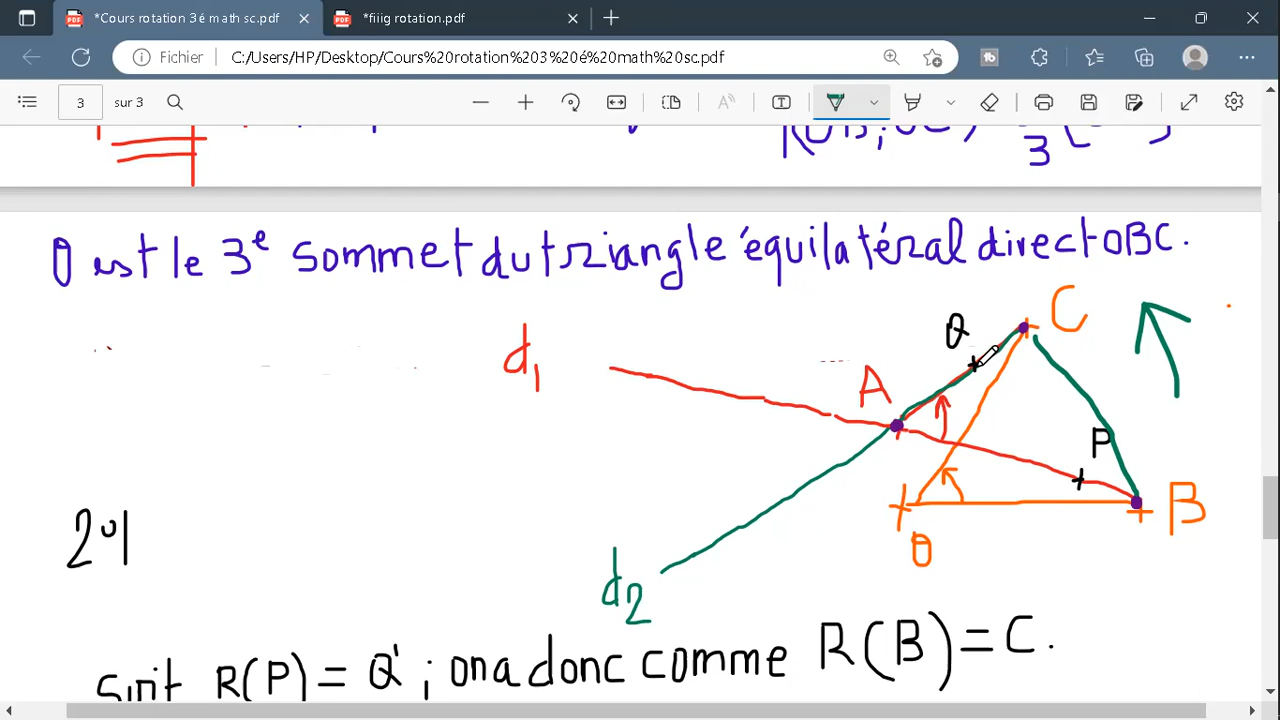 *Cours rotation 3é math sc.pdf
*fiiig rotation.pdf
Fichier C:/Users/HP/Desktop/Cours%20rotation%203%20é%20math%20sc.pdf
3 sur 3
3
O est le 3e sommet du triangle équilatéral direct OBC.
C
Q
d1
A
P
B
O
2°/
d2
soit R(P) = Q' ; on a donc comme R(B) = C.